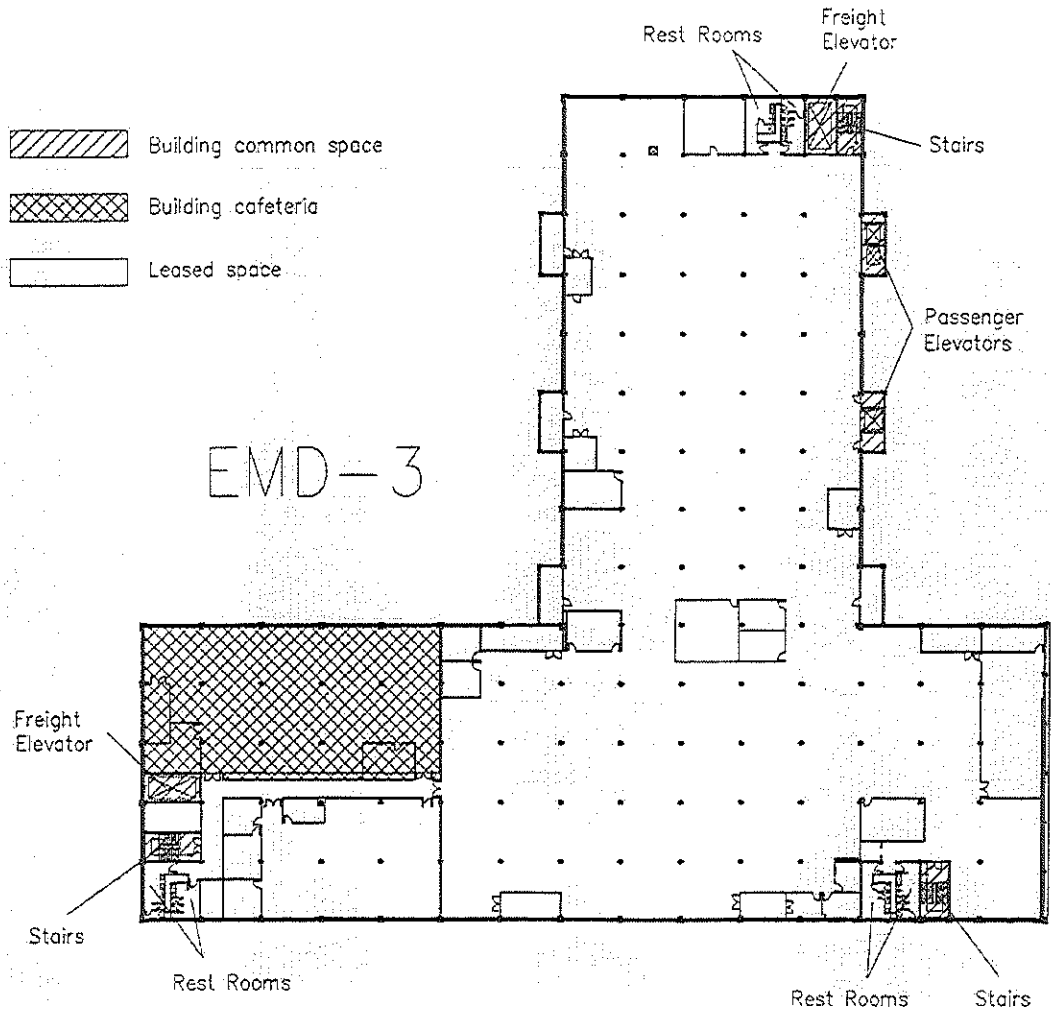 Freight
Elevator
Rest Rooms
Building common space
Stairs
Building cafeteria
Leased space
Passenger
Elevators
EMD-3
Freight
Elevator
Stairs
Rest Rooms
Rest Rooms
Stairs